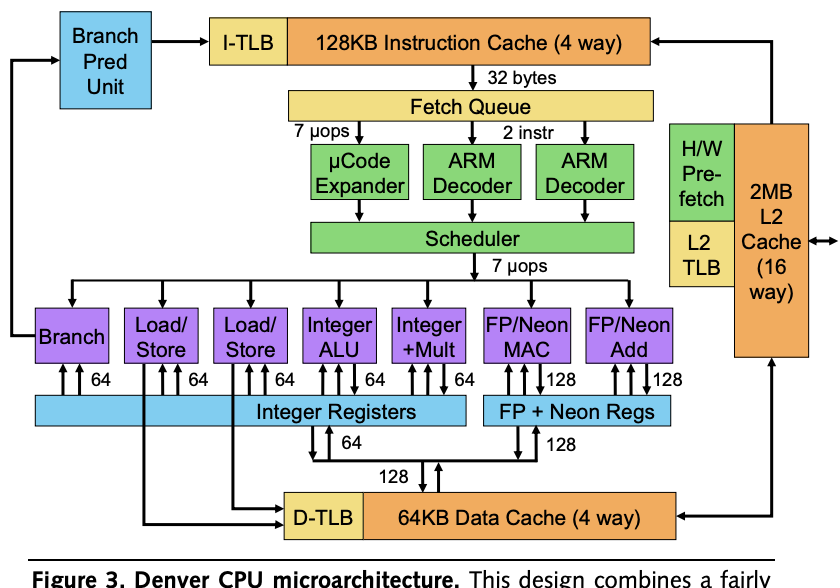 Branch
Pred
Unit
I-TLB
128KB Instruction Cache (4 way)
32 bytes
Fetch Queue
7 µops
2 instr
µCode
Expander
ARM
Decoder
ARM
Decoder
H/W
Pre-
fetch
L2
TLB
2MB
L2
Cache
(16
way)
Scheduler
7 µops
Branch
Load/
Store
Load/
Store
Integer
ALU
Integer
+Mult
FP/Neon
MAC
FP/Neon
Add
64
64
64
64
64
128
128
Integer Registers
FP + Neon Regs
64
128
128
D-TLB
64KB Data Cache (4 way)
Figure 3. Denver CPU microarchitecture. This design combines a fairly